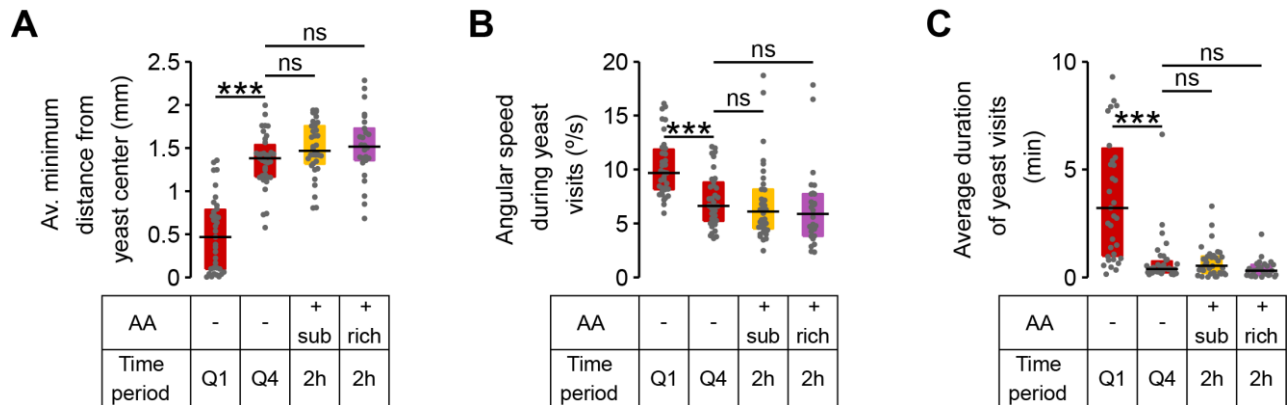 A
Av. minimum
distance from
yeast center (mm)
2.5
2
1.5
1
0.5
0
***
ns
ns
AA - - + sub + rich
Time period Q1 Q4 2h 2h
B
Angular speed
during yeast
visits (º/s)
20
15
10
5
0
***
ns
ns
AA - - + sub + rich
Time period Q1 Q4 2h 2h
C
Average duration
of yeast visits
(min)
10
5
0
***
ns
ns
AA - - + sub + rich
Time period Q1 Q4 2h 2h